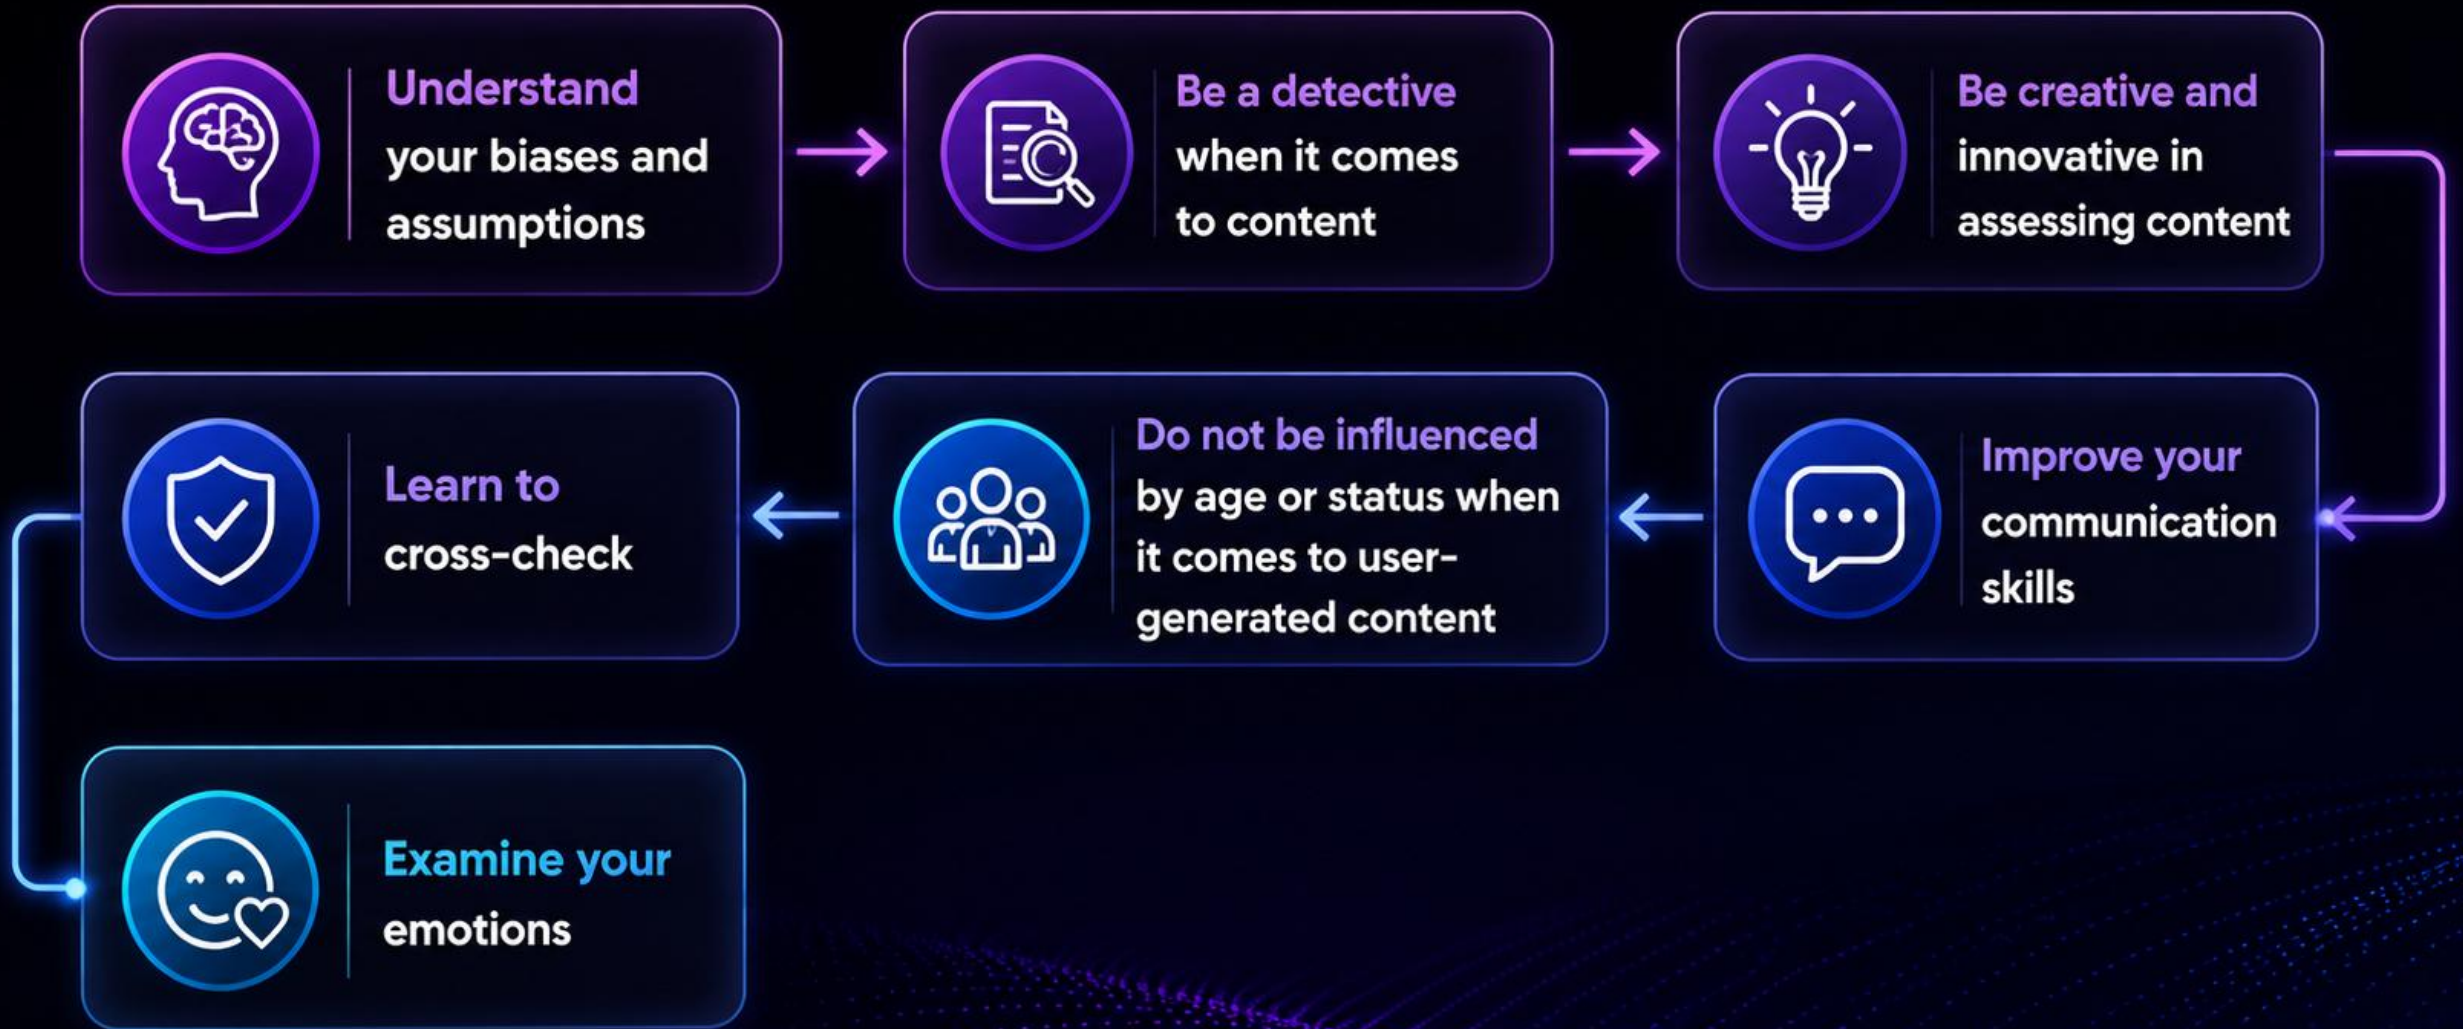 Understand
your biases and
assumptions
Be a detective
when it comes
to content
Be creative and
innovative in
assessing content
Improve your
communication
skills
Do not be influenced
by age or status when
it comes to user-
generated content
Learn to
cross-check
Examine your
emotions